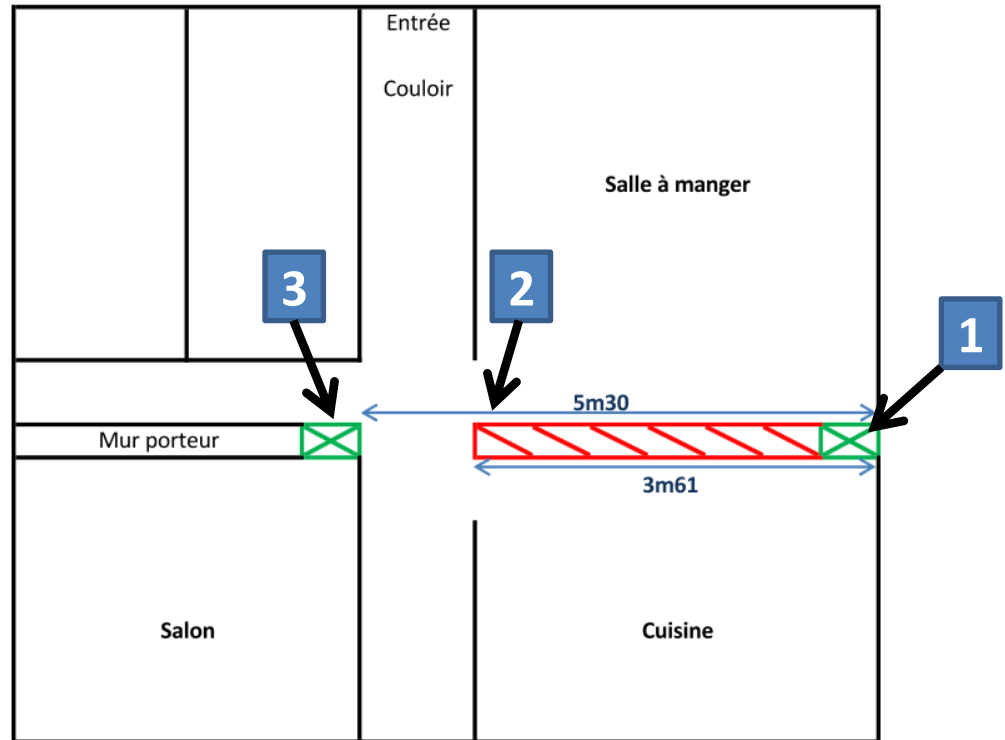 Entrée
Couloir
Salle à manger
3
2
1
5m30
Mur porteur
3m61
Salon
Cuisine